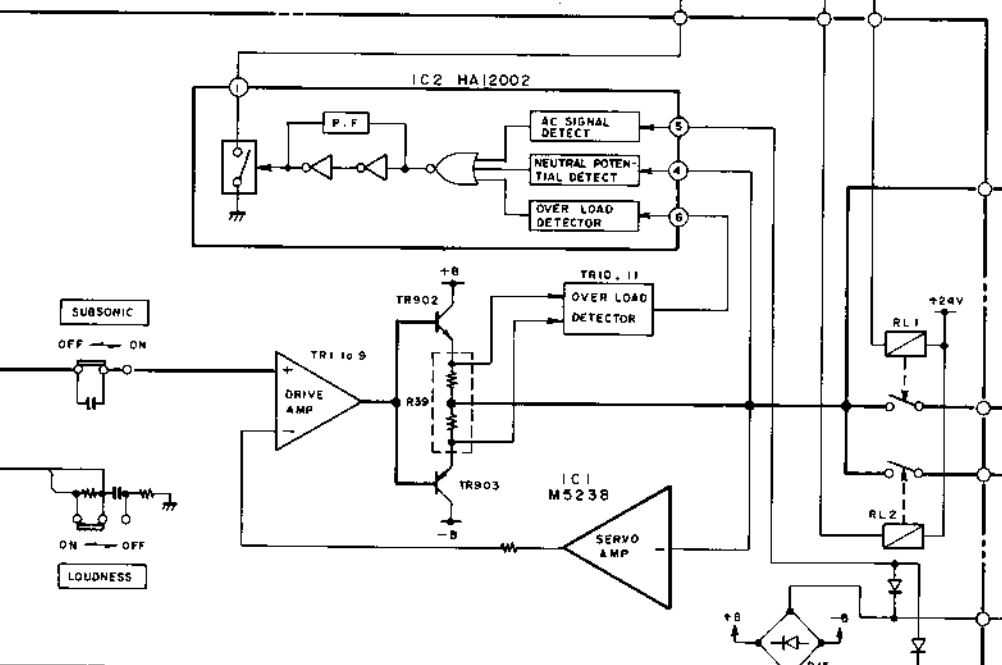 IC2 HA12002
1
P.F
AC SIGNAL
DETECT
5
NEUTRAL POTEN-
TIAL DETECT
4
OVER LOAD
DETECTOR
6
+B
TR10, 11
TR902
OVER LOAD
DETECTOR
+24V
SUBSONIC
RL1
OFF ON
TR1 to 9
+
DRIVE
AMP
R39
-
IC1
M5238
TR903
RL2
-B
SERVO
AMP
-
ON OFF
LOUDNESS
+B
-B